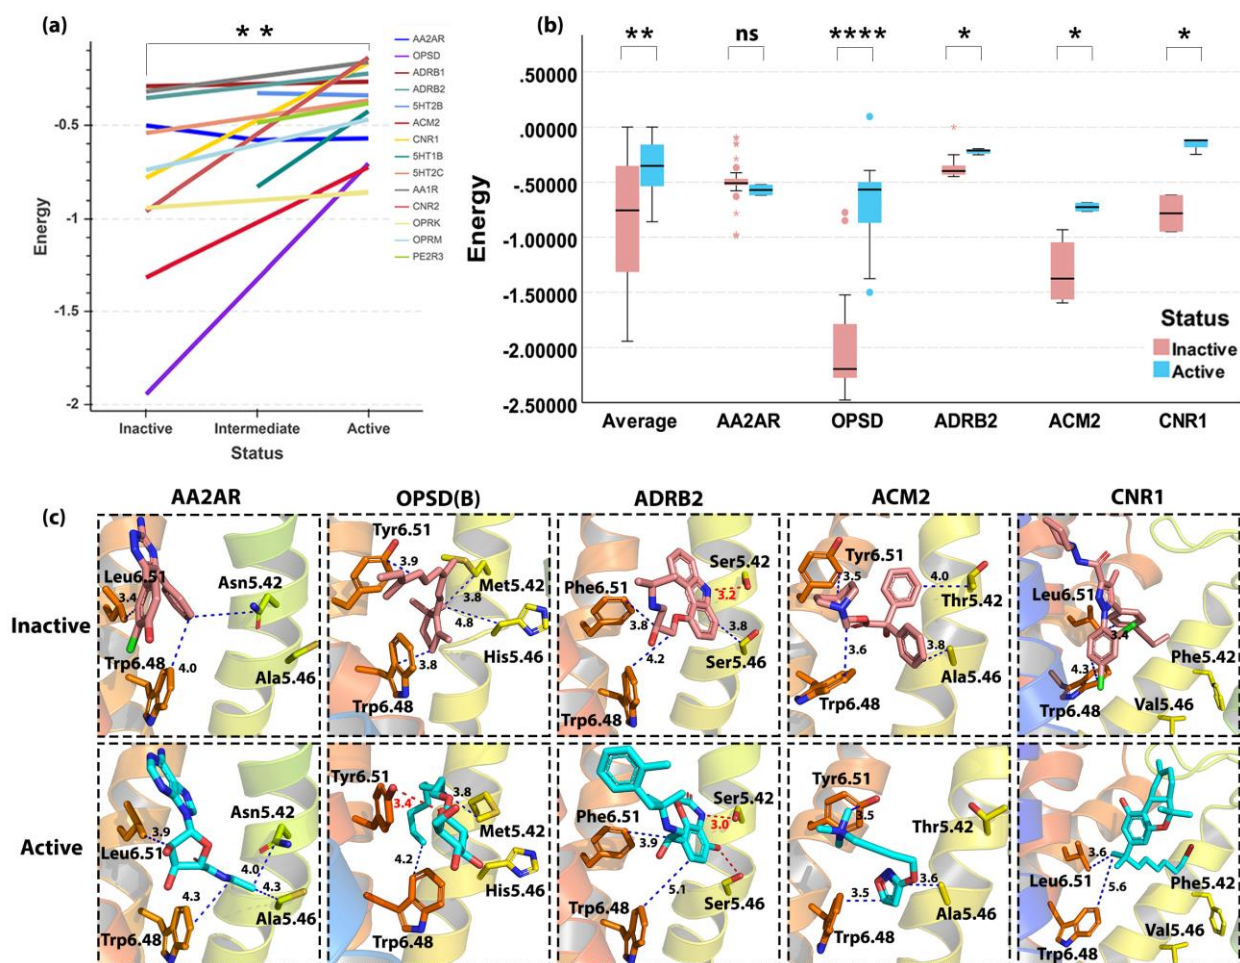 (a)
* *
Energy
-0.5
-1
-1.5
-2
Inactive
Intermediate
Active
Status
AA2AR
OPSD
ADRB1
ADRB2
5HT2B
ACM2
CNR1
5HT1B
5HT2C
AA1R
CNR2
OPRK
OPRM
PE2R3
(b)
**
ns
****
*
*
*
Energy
.50000
.00000
-.50000
-1.00000
-1.50000
-2.00000
-2.50000
Average
AA2AR
OPSD
ADRB2
ACM2
CNR1
Status
Inactive
Active
(c)
AA2AR
OPSD(B)
ADRB2
ACM2
CNR1
Inactive
Leu6.51
3.4
Asn5.42
Trp6.48
4.0
Ala5.46
Tyr6.51
3.9
Met5.42
3.8
4.8
3.8
His5.46
Trp6.48
Phe6.51
Ser5.42
3.2
3.8
3.8
4.2
Ser5.46
Trp6.48
Tyr6.51
3.5
4.0
Thr5.42
3.6
3.8
Ala5.46
Trp6.48
Leu6.51
4.3
Phe5.42
Trp6.48
Val5.46
Active
Asn5.42
3.9
Leu6.51
4.0
4.3
4.3
Ala5.46
Trp6.48
Tyr6.51
3.4
3.8
Met5.42
4.2
His5.46
Trp6.48
Ser5.42
3.0
Phe6.51
3.9
5.1
Ser5.46
Trp6.48
Tyr6.51
3.5
Thr5.42
3.6
3.5
Ala5.46
Trp6.48
3.6
Leu6.51
5.6
Phe5.42
Val5.46
Trp6.48